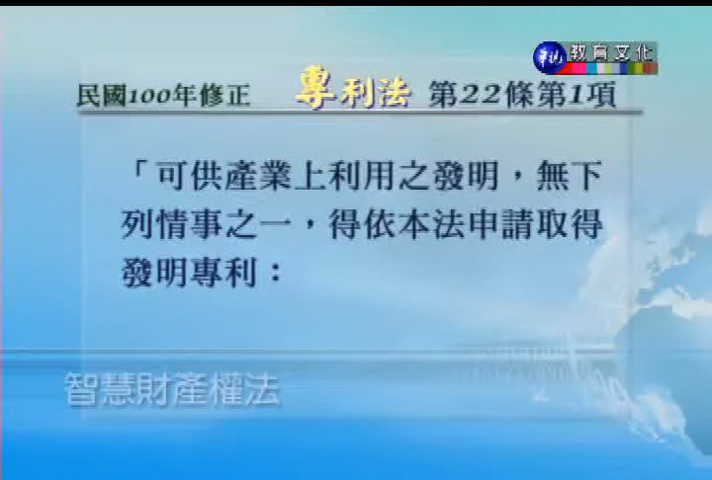 華視 教育文化
民國100年修正 專利法 第22條第1項
「可供產業上利用之發明，無下
列情事之一，得依本法申請取得
發明專利：
智慧財產權法